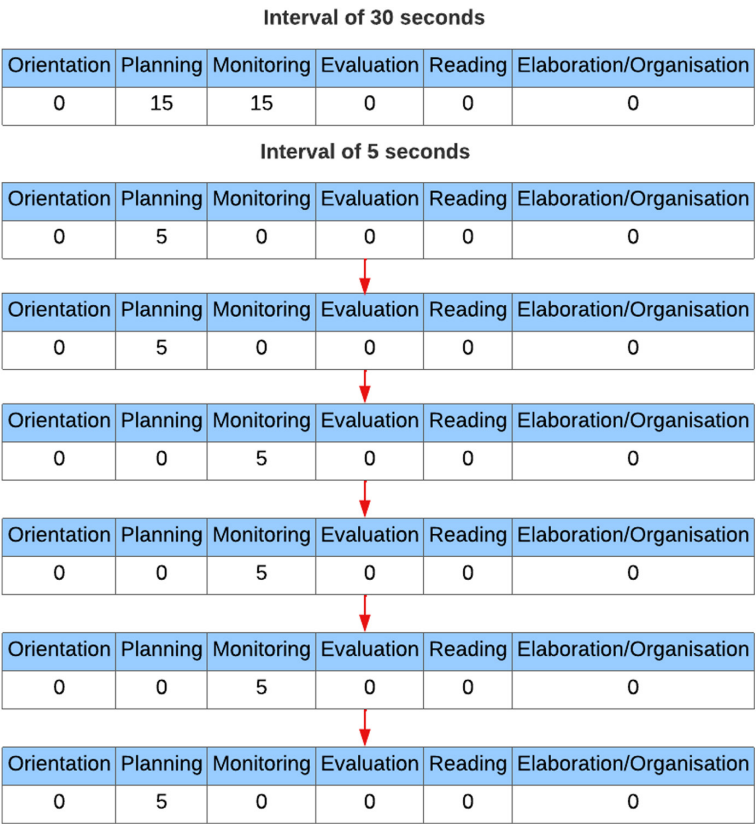 Interval of 30 seconds
Orientation Planning Monitoring Evaluation Reading Elaboration/Organisation
0 15 15 0 0 0
Interval of 5 seconds
Orientation Planning Monitoring Evaluation Reading Elaboration/Organisation
0 5 0 0 0 0
Orientation Planning Monitoring Evaluation Reading Elaboration/Organisation
0 5 0 0 0 0
Orientation Planning Monitoring Evaluation Reading Elaboration/Organisation
0 0 5 0 0 0
Orientation Planning Monitoring Evaluation Reading Elaboration/Organisation
0 0 5 0 0 0
Orientation Planning Monitoring Evaluation Reading Elaboration/Organisation
0 0 5 0 0 0
Orientation Planning Monitoring Evaluation Reading Elaboration/Organisation
0 5 0 0 0 0